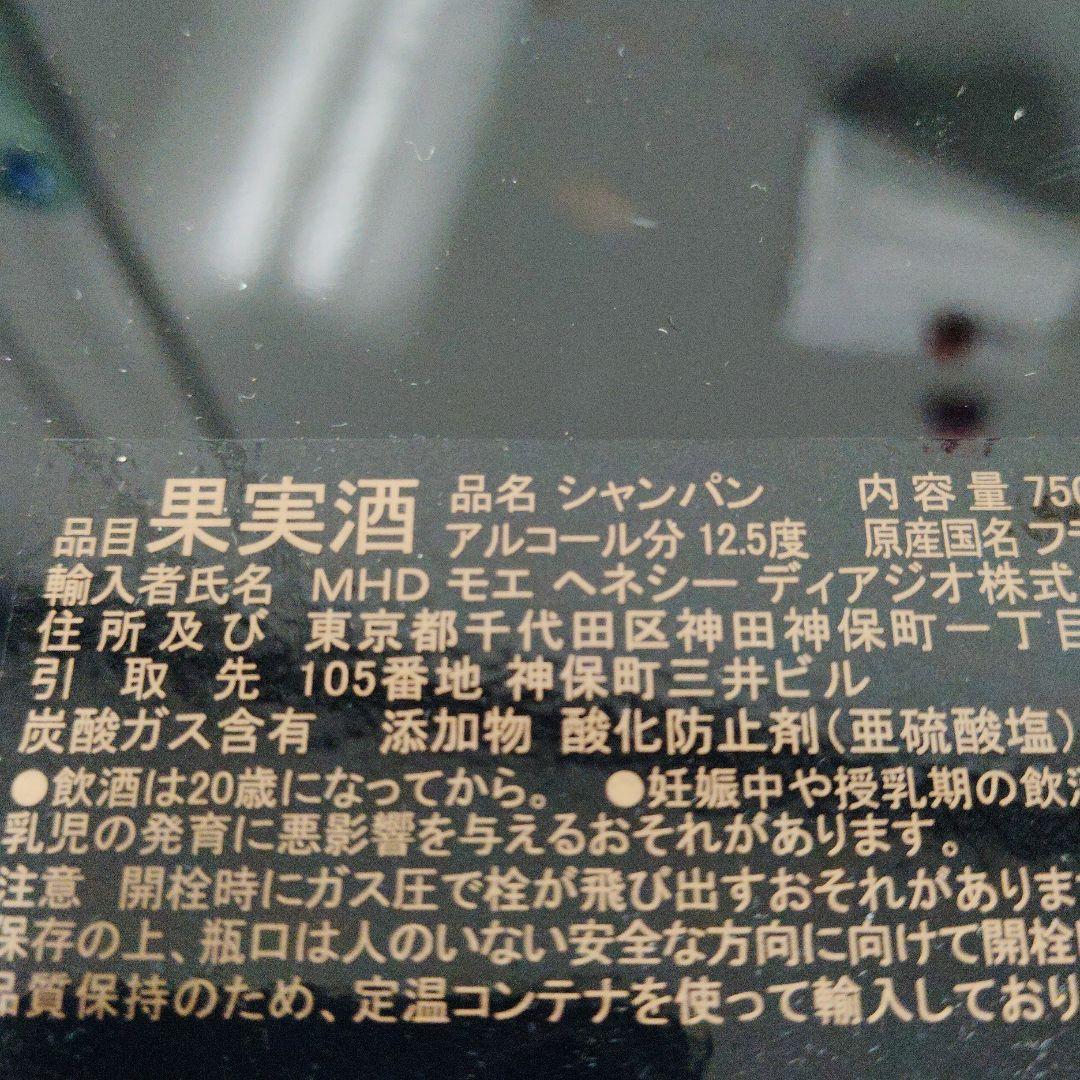 品目 果実酒 品名 シャンパン 内容量 750
アルコール分 12.5度 原産国名 フラ
輸入者氏名 MHD モエ ヘネシー ディアジオ株式
住所及び 東京都千代田区神田神保町一丁目
引取先 105番地 神保町三井ビル
炭酸ガス含有 添加物 酸化防止剤(亜硫酸塩)
●飲酒は20歳になってから。 ●妊娠中や授乳期の飲酒
乳児の発育に悪影響を与えるおそれがあります。
注意 開栓時にガス圧で栓が飛び出すおそれがありま
保存の上、瓶口は人のいない安全な方向に向けて開栓
品質保持のため、定温コンテナを使って輸入しており